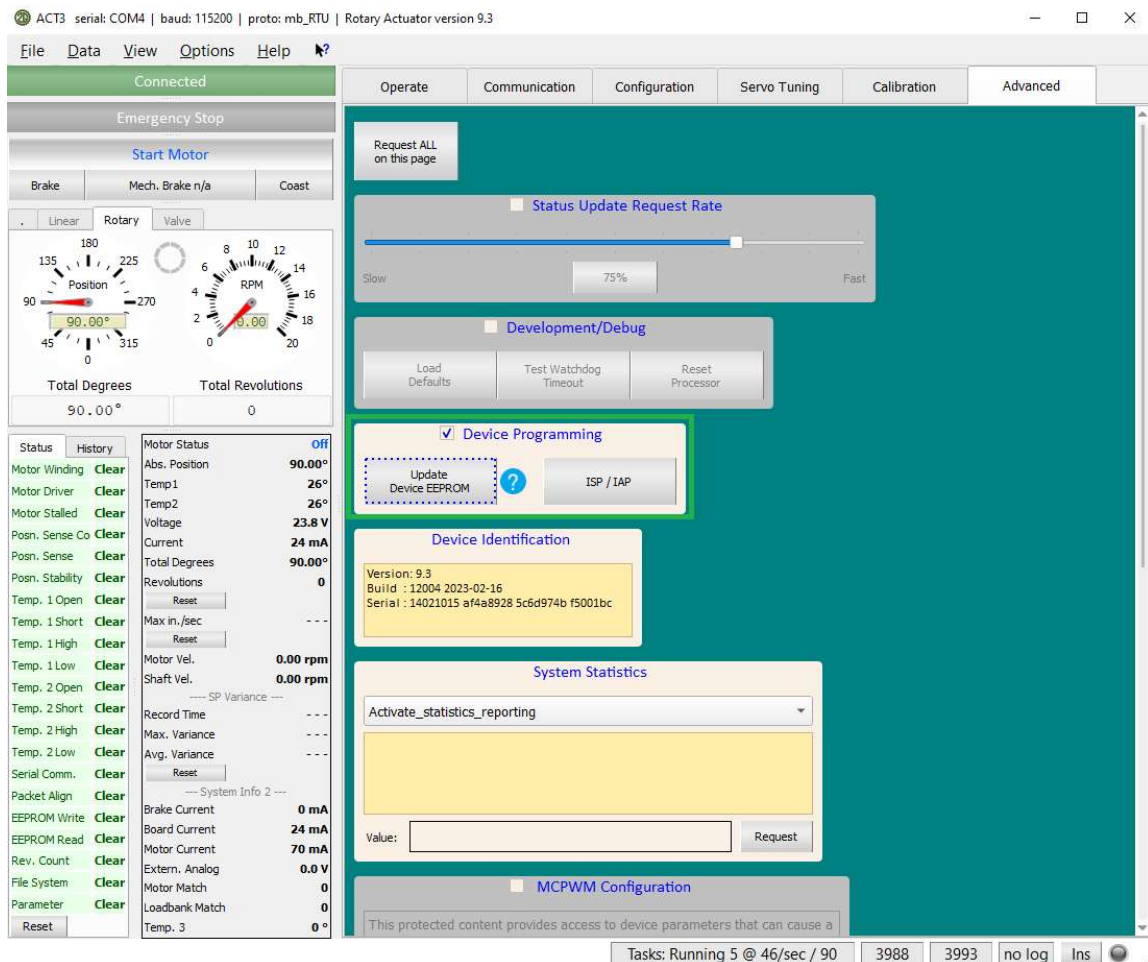 ACT3 serial: COM4 | baud: 115200 | proto: mb_RTU | Rotary Actuator version 9.3
File Data View Options Help
Connected
Emergency Stop
Start Motor
Brake Mech. Brake n/a Coast
. Linear Rotary Valve
180
135 225
Position
90 270
90.00°
45 315
0
8 10 12
6 14
RPM
4 16
2 0.00 18
0 20
Total Degrees Total Revolutions
90.00° 0
Status History
Motor Winding Clear
Motor Driver Clear
Motor Stalled Clear
Posn. Sense Co Clear
Posn. Sense Clear
Posn. Stability Clear
Temp. 1 Open Clear
Temp. 1 Short Clear
Temp. 1 High Clear
Temp. 1 Low Clear
Temp. 2 Open Clear
Temp. 2 Short Clear
Temp. 2 High Clear
Temp. 2 Low Clear
Serial Comm. Clear
Packet Align Clear
EEPROM Write Clear
EEPROM Read Clear
Rev. Count Clear
File System Clear
Parameter Clear
Reset
Motor Status Off
Abs. Position 90.00°
Temp1 26°
Temp2 26°
Voltage 23.8 V
Current 24 mA
Total Degrees 90.00°
Revolutions 0
Reset
Max in./sec - - -
Reset
Motor Vel. 0.00 rpm
Shaft Vel. 0.00 rpm
---- SP Variance ---
Record Time - - -
Max. Variance - - -
Avg. Variance - - -
Reset
--- System Info 2 ---
Brake Current 0 mA
Board Current 24 mA
Motor Current 70 mA
Extern. Analog 0.0 V
Motor Match 0
Loadbank Match 0
Temp. 3 0 °
Operate Communication Configuration Servo Tuning Calibration Advanced
Request ALL
on this page
Status Update Request Rate
Slow 75% Fast
Development/Debug
Load
Defaults
Test Watchdog
Timeout
Reset
Processor
Device Programming
Update
Device EEPROM
?
ISP / IAP
Device Identification
Version: 9.3
Build : 12004 2023-02-16
Serial : 14021015 af4a8928 5c6d974b f5001bc
System Statistics
Activate_statistics_reporting
Value: Request
MCPWM Configuration
This protected content provides access to device parameters that can cause a
Tasks: Running 5 @ 46/sec / 90 3988 3993 no log Ins